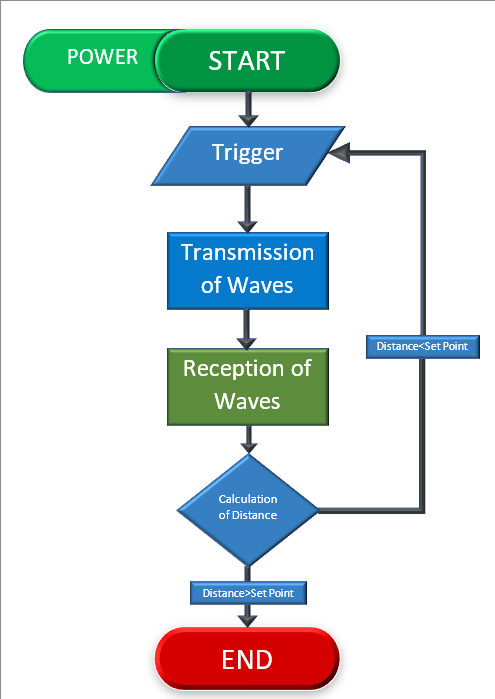 POWER
START
Trigger
Transmission
of Waves
Reception of
Waves
Distance<Set Point
Calculation
of Distance
Distance>Set Point
END